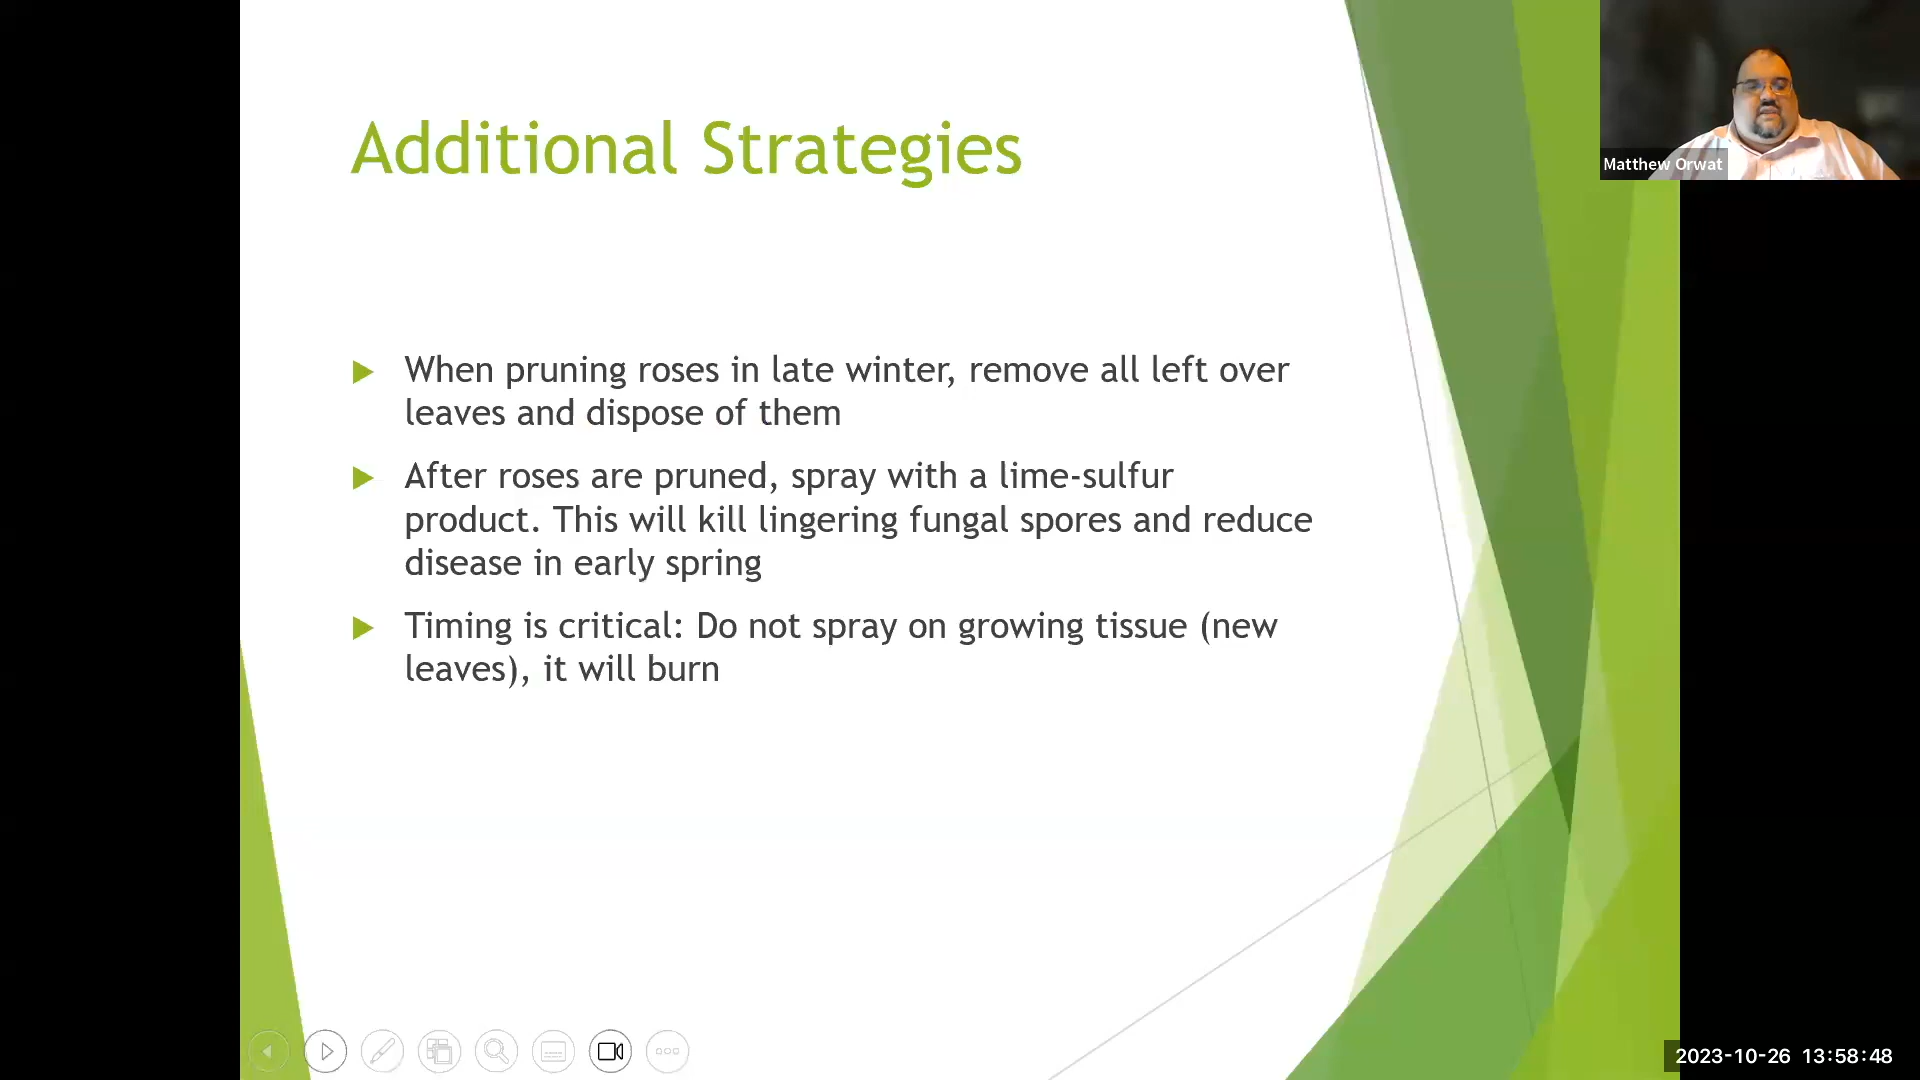 Additional Strategies
When pruning roses in late winter, remove all left over
leaves and dispose of them
After roses are pruned, spray with a lime-sulfur
product. This will kill lingering fungal spores and reduce
disease in early spring
Timing is critical: Do not spray on growing tissue (new
leaves), it will burn
Matthew Orwat
2023-10-26 13:58:48